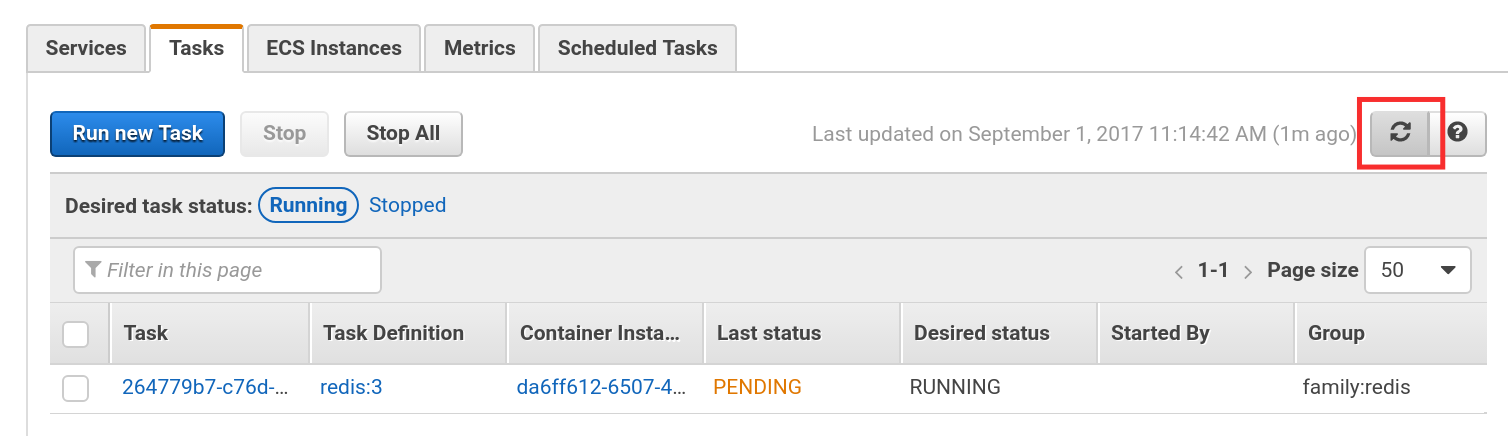 Services Tasks ECS Instances Metrics Scheduled Tasks
Run new Task Stop Stop All Last updated on September 1, 2017 11:14:42 AM (1m ago) ?
Desired task status: Running Stopped
Filter in this page < 1-1 > Page size 50
Task Task Definition Container Insta... Last status Desired status Started By Group
264779b7-c76d-... redis:3 da6ff612-6507-4... PENDING RUNNING family:redis